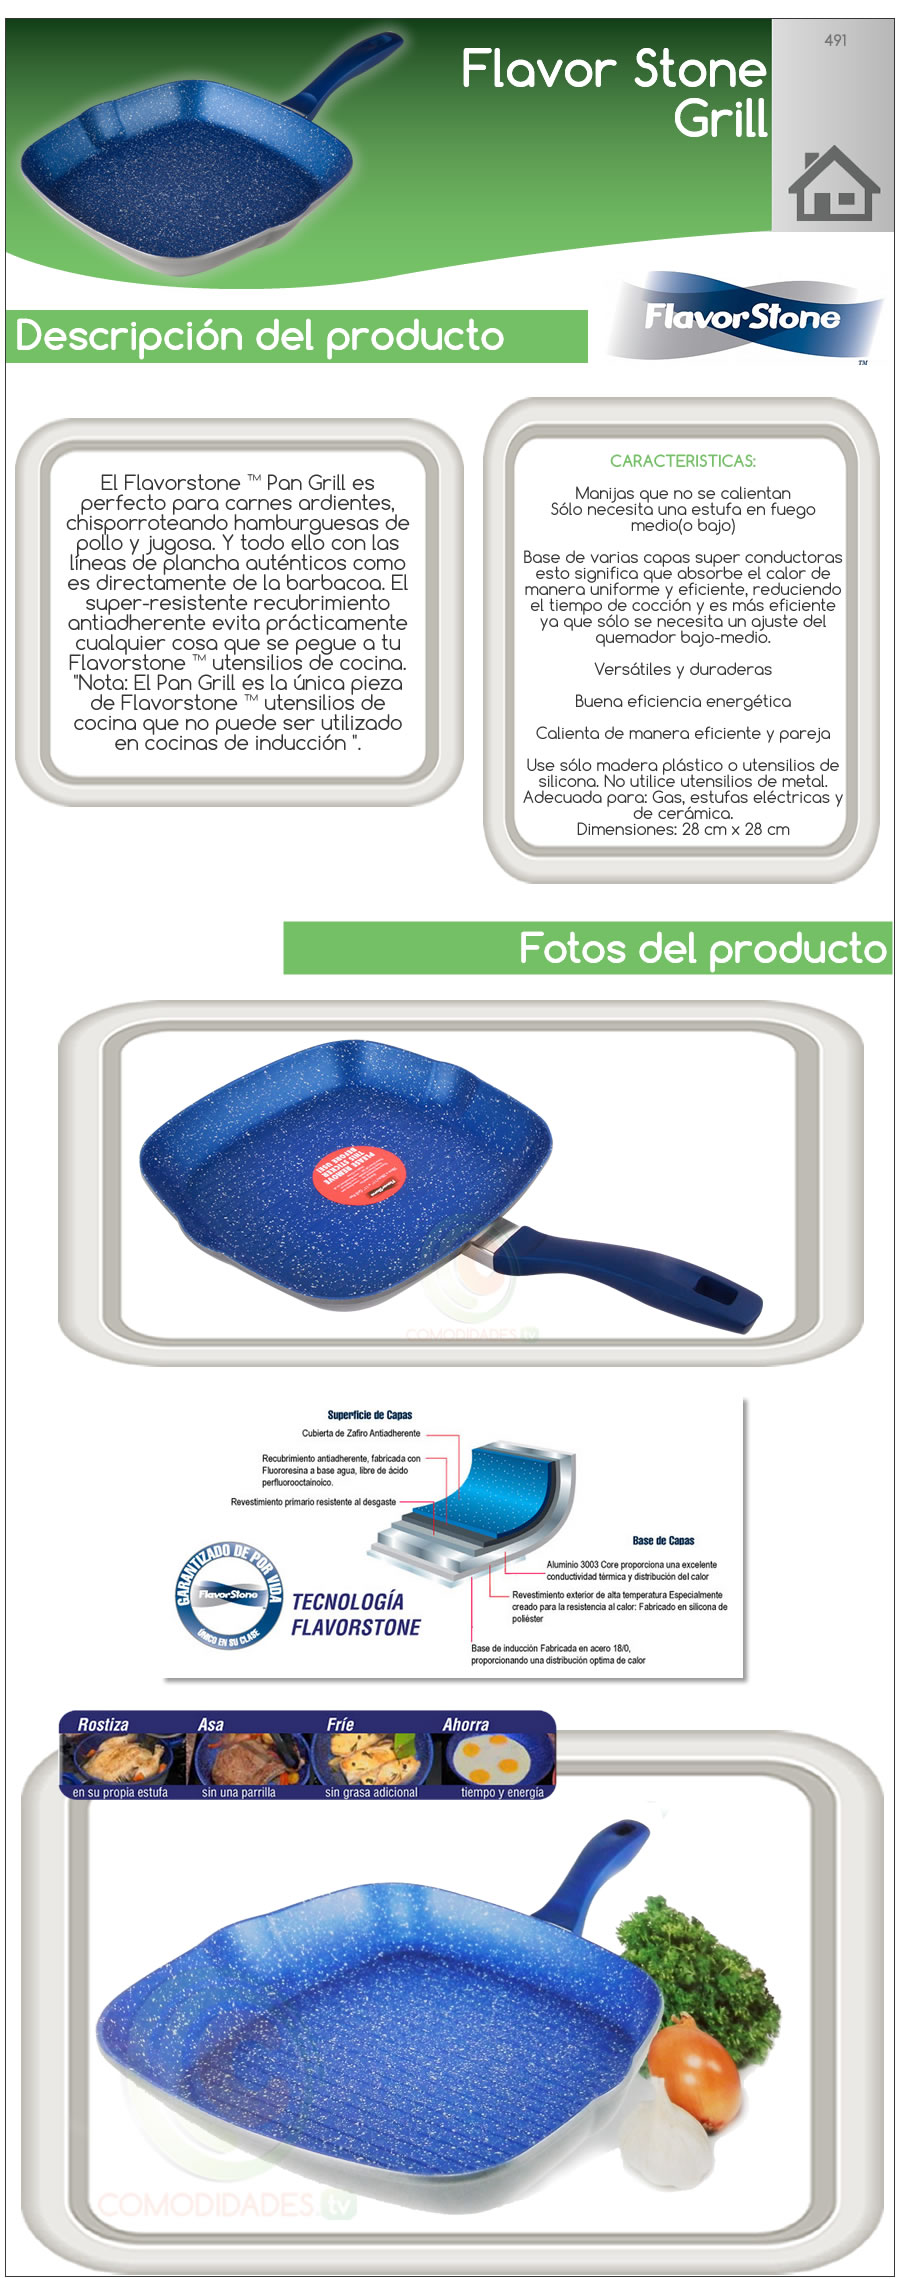 Flavor Stone
Grill
491
FlavorStone
TM
Descripción del producto
El Flavorstone ™ Pan Grill es
perfecto para carnes ardientes,
chisporroteando hamburguesas de
pollo y jugosa. Y todo ello con las
líneas de plancha auténticos como
es directamente de la barbacoa. El
super-resistente recubrimiento
antiadherente evita prácticamente
cualquier cosa que se pegue a tu
Flavorstone ™ utensilios de cocina.
"Nota: El Pan Grill es la única pieza
de Flavorstone ™ utensilios de
cocina que no puede ser utilizado
en cocinas de inducción ".
CARACTERISTICAS:
Manijas que no se calientan
Sólo necesita una estufa en fuego
medio(o bajo)
Base de varios capas super conductoras
esto significa que absorbe el calor de
manera uniforme y eficiente, reduciendo
el tiempo de cocción y es más eficiente
ya que sólo se necesita un ajuste del
quemador bajo-medio.
Versátiles y duraderas
Buena eficiencia energética
Calienta de manera eficiente y pareja
Use sólo madera plástico o utensilios de
silicona. No utilice utensilios de metal.
Adecuada para: Gas, estufas eléctricas y
de cerámica.
Dimensiones: 28 cm x 28 cm
Fotos del producto
PLEASE REMOVE
THIS STICKER
BEFORE USE!
COMODIDADES.tv
Superficie de Capas
Cubierta de Zafiro Antiadherente
Recubrimiento antiadherente, fabricada con
Fluororesina a base agua, libre de ácido
perfluorooctainoico.
Revestimiento primario resistente al desgaste
Base de Capas
Aluminio 3003 Core proporciona una excelente
conductividad térmica y distribución del calor
Revestimiento exterior de alta temperatura Especialmente
creado para la resistencia al calor: Fabricado en silicona de
poliéster
Base de inducción Fabricada en acero 18/0,
proporcionando una distribución optima de calor
GARANTIZADO DE POR VIDA
FlavorStone
ÚNICO EN SU CLASE
TECNOLOGÍA
FLAVORSTONE
Rostiza
en su propia estufa
Asa
sin una parrilla
Fríe
sin grasa adicional
Ahorra
tiempo y energía
COMODIDADES.tv